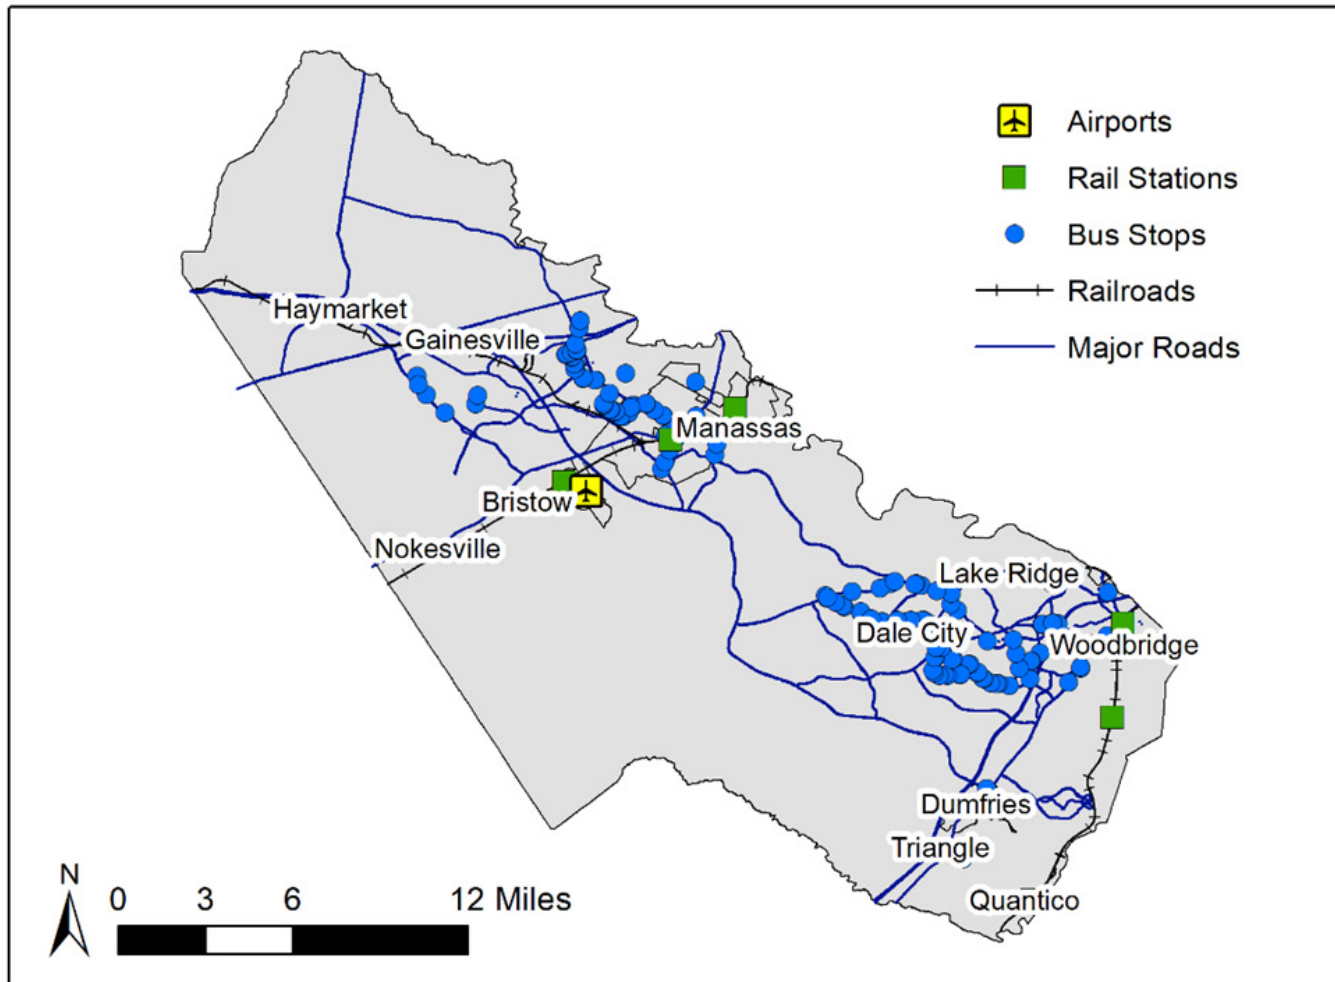 Airports
Rail Stations
Bus Stops
Railroads
Major Roads
Haymarket
Gainesville
Manassas
Bristow
Nokesville
Lake Ridge
Dale City
Woodbridge
Dumfries
Triangle
Quantico
N
0 3 6 12 Miles